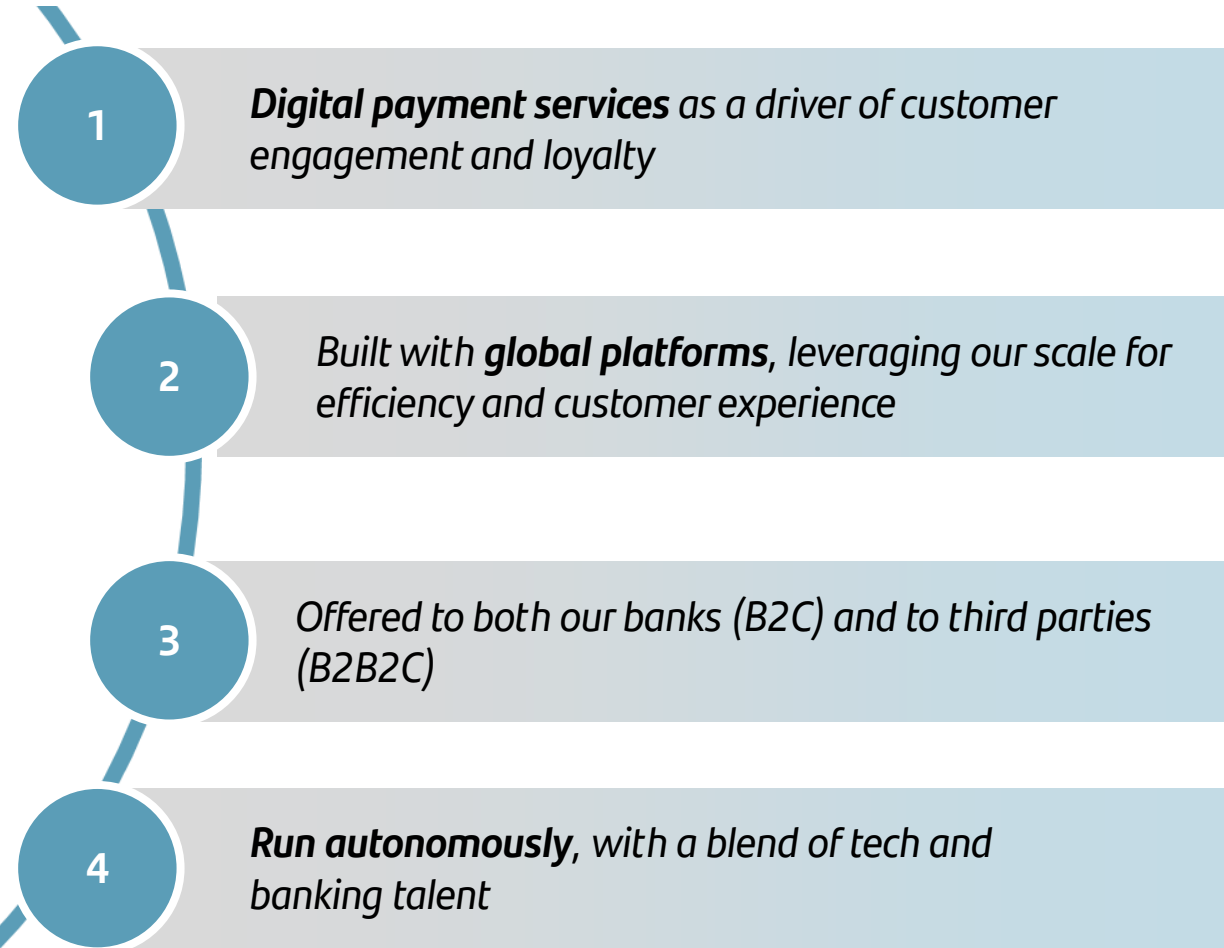 1
Digital payment services as a driver of customer
engagement and loyalty
2
Built with global platforms, leveraging our scale for
efficiency and customer experience
3
Offered to both our banks (B2C) and to third parties
(B2B2C)
4
Run autonomously, with a blend of tech and
banking talent